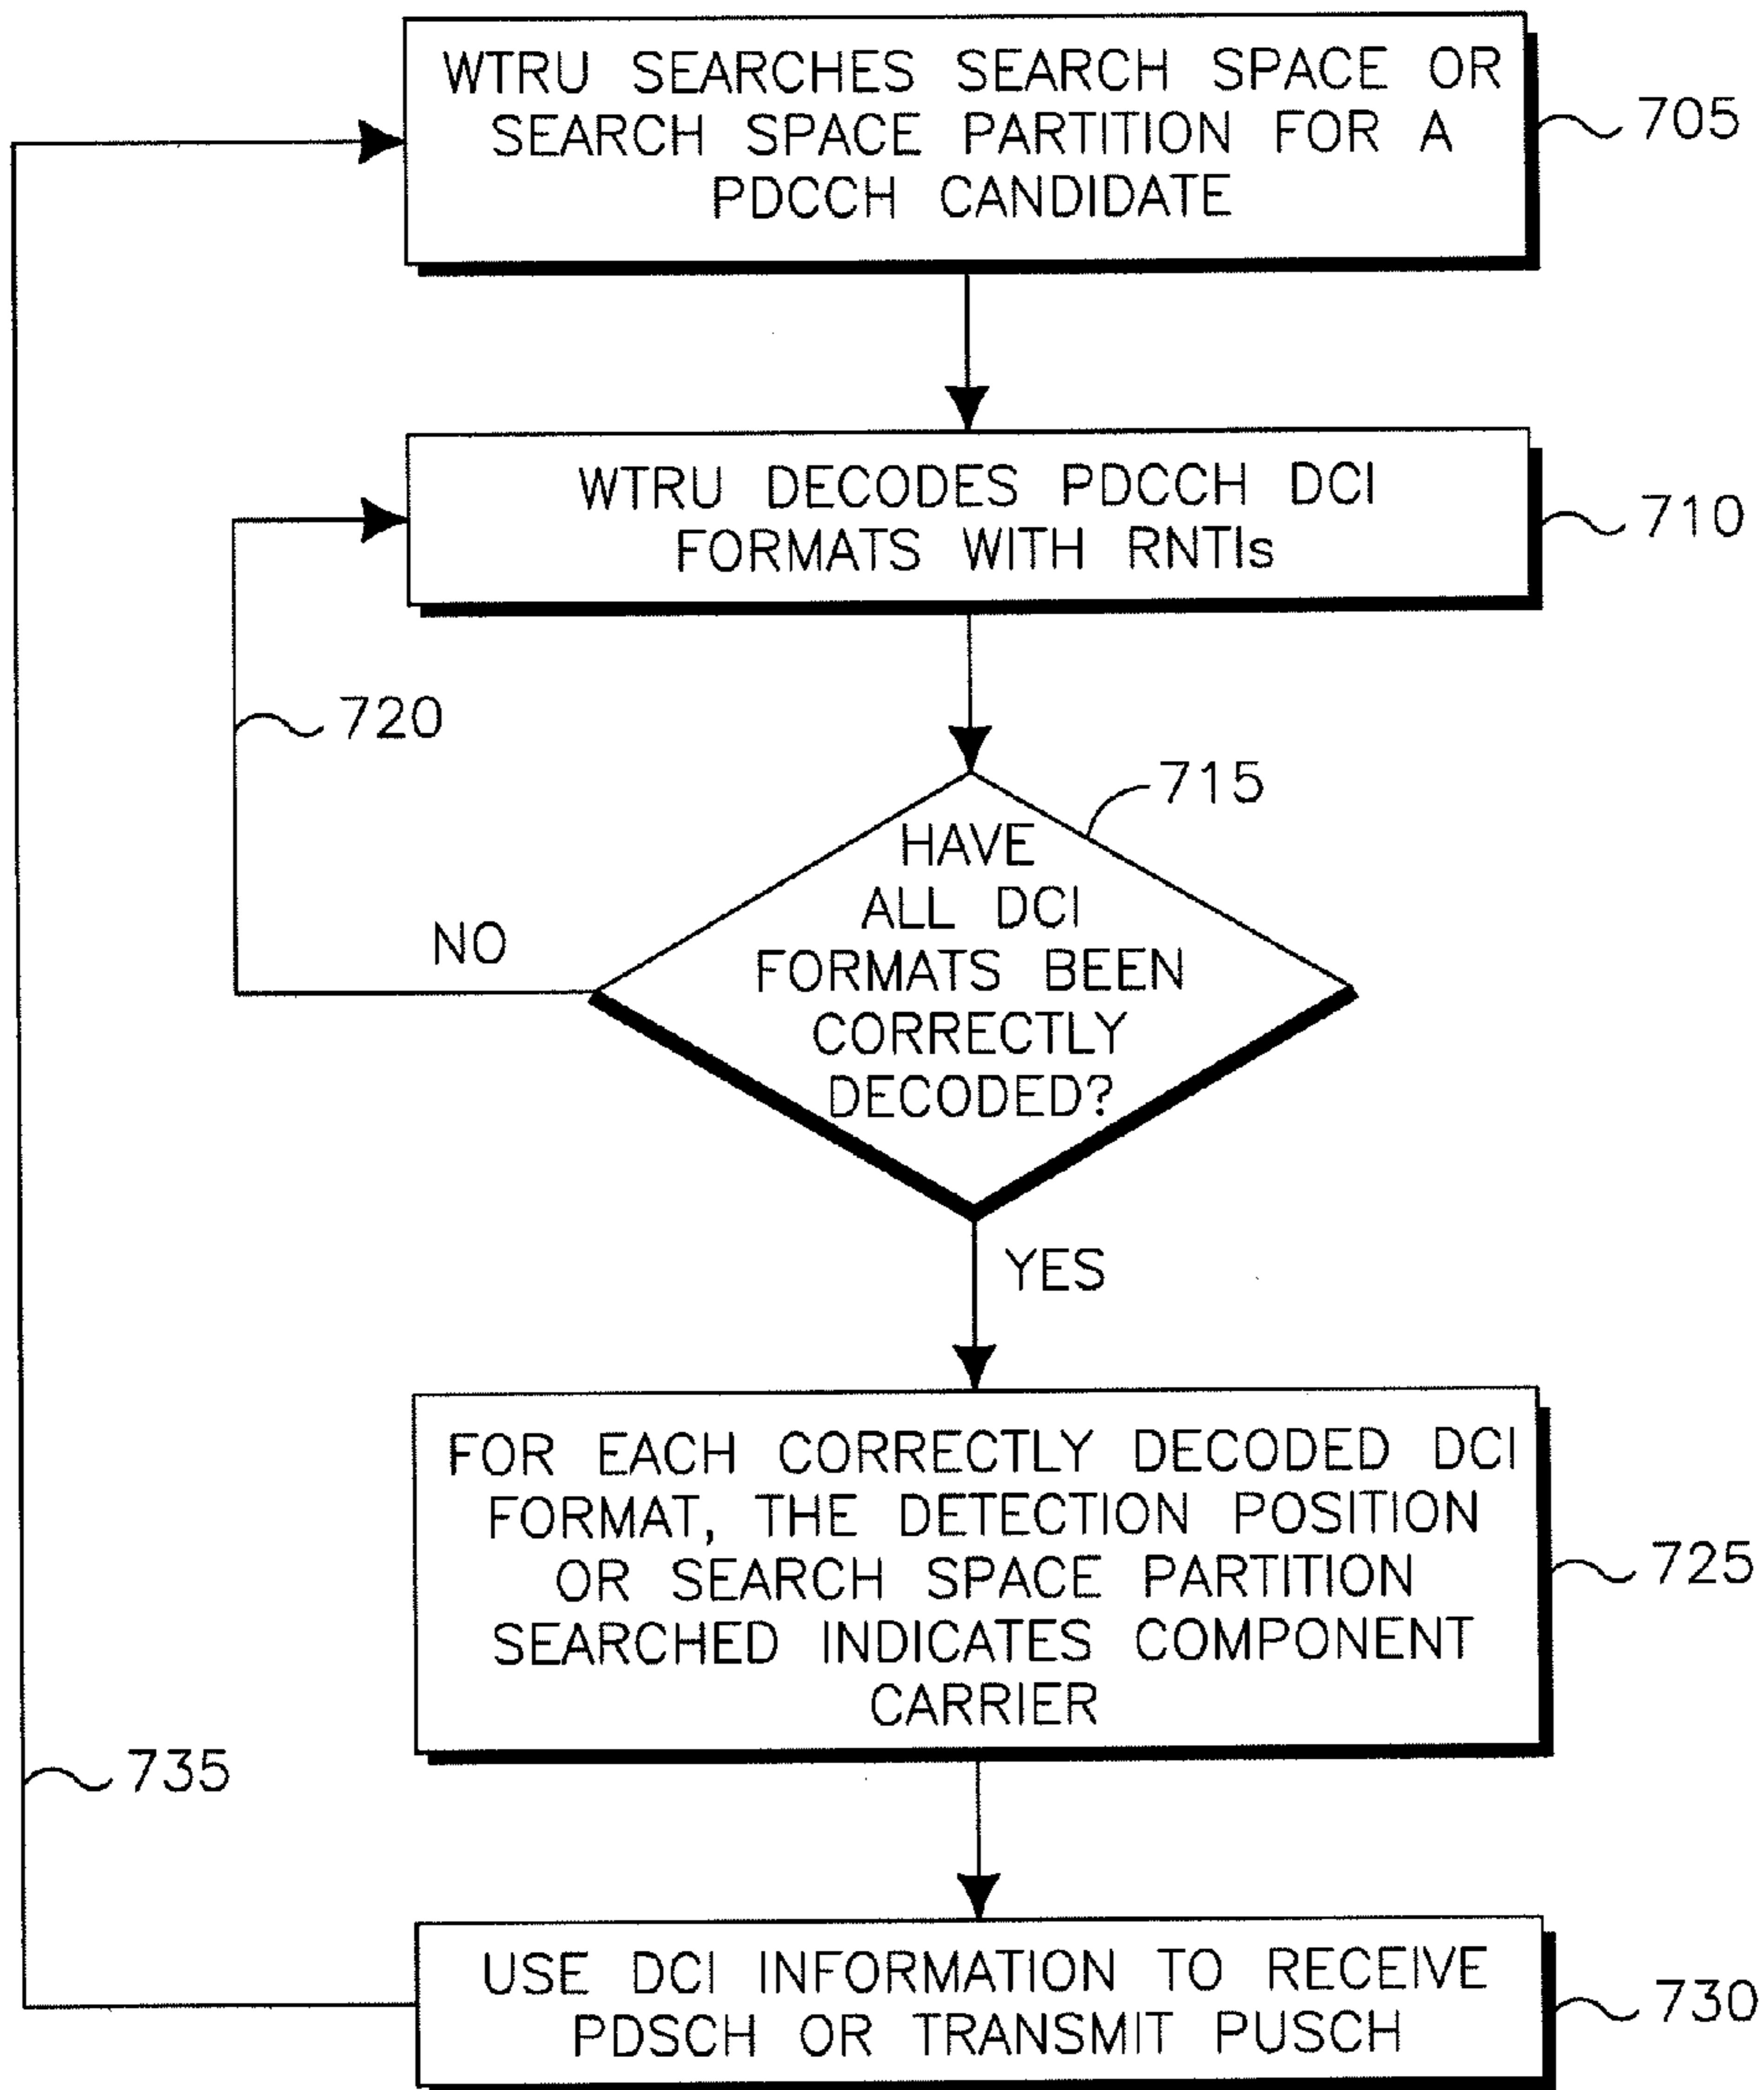 WTRU SEARCHES SEARCH SPACE OR
SEARCH SPACE PARTITION FOR A
PDCCH CANDIDATE
705
WTRU DECODES PDCCH DCI
FORMATS WITH RNTIs
710
720
715
HAVE
ALL DCI
FORMATS BEEN
CORRECTLY
DECODED?
NO
YES
FOR EACH CORRECTLY DECODED DCI
FORMAT, THE DETECTION POSITION
OR SEARCH SPACE PARTITION
SEARCHED INDICATES COMPONENT
CARRIER
725
735
USE DCI INFORMATION TO RECEIVE
PDSCH OR TRANSMIT PUSCH
730